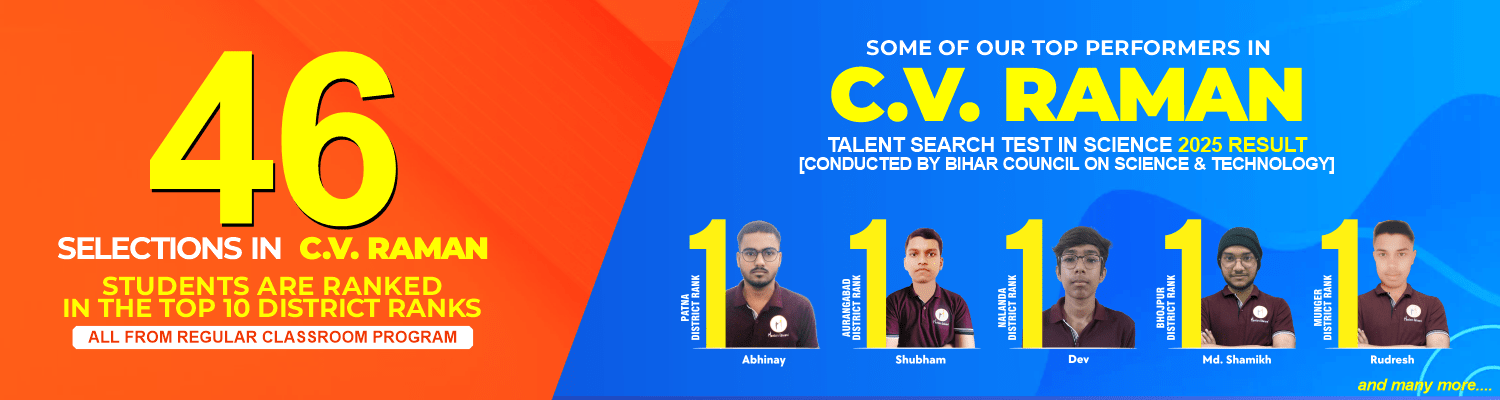 46
SELECTIONS IN C.V. RAMAN
STUDENTS ARE RANKED
IN THE TOP 10 DISTRICT RANKS
ALL FROM REGULAR CLASSROOM PROGRAM
SOME OF OUR TOP PERFORMERS IN
C.V. RAMAN
TALENT SEARCH TEST IN SCIENCE 2025 RESULT
[CONDUCTED BY BIHAR COUNCIL ON SCIENCE & TECHNOLOGY]
PATNA
DISTRICT RANK
1
Abhinay
AURANGABAD
DISTRICT RANK
1
Shubham
NALANDA
DISTRICT RANK
1
Dev
BHOJPUR
DISTRICT RANK
1
Md. Shamikh
MUNGER
DISTRICT RANK
1
Rudresh
and many more....